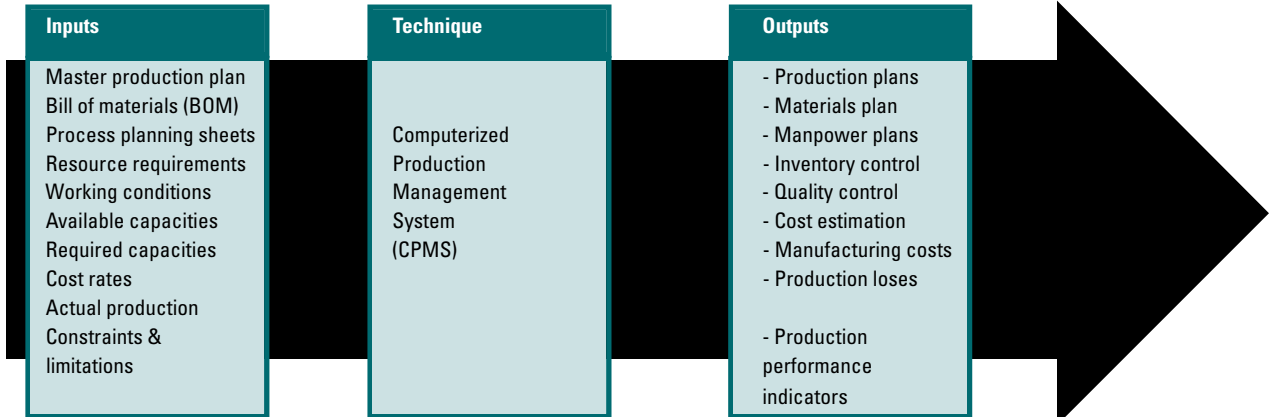 Inputs
Master production plan
Bill of materials (BOM)
Process planning sheets
Resource requirements
Working conditions
Available capacities
Required capacities
Cost rates
Actual production
Constraints &
limitations
Technique
Computerized
Production
Management
System
(CPMS)
Outputs
- Production plans
- Materials plan
- Manpower plans
- Inventory control
- Quality control
- Cost estimation
- Manufacturing costs
- Production loses
- Production
performance
indicators